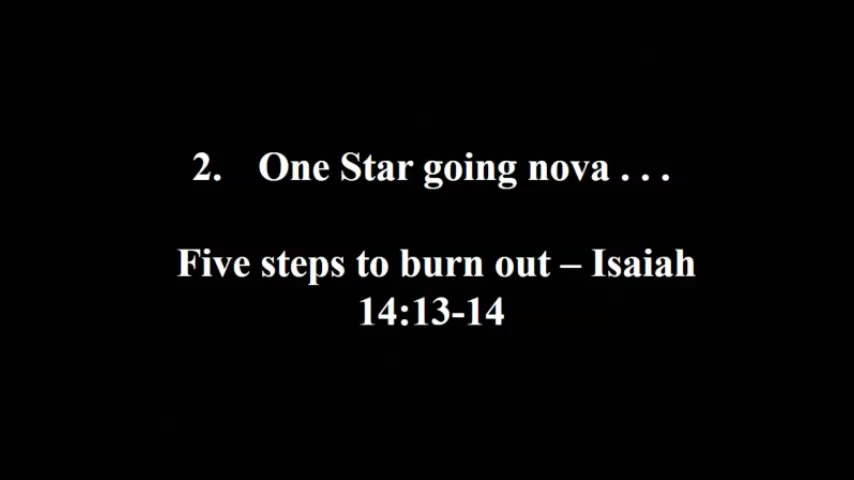 2. One Star going nova . . .
Five steps to burn out – Isaiah
14:13-14